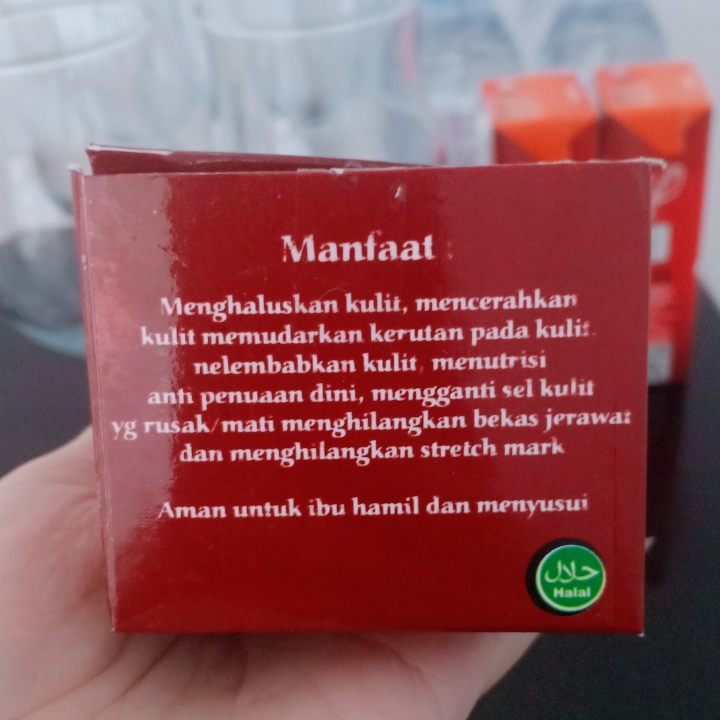 Manfaat
Menghaluskan kulit, mencerahkan
kulit memudarkan kerutan pada kulit.
nelembabkan kulit, menutrisi
anti penuaan dini, mengganti sel kulit
yg rusak/mati menghilangkan bekas jerawat
dan menghilangkan stretch mark
Aman untuk ibu hamil dan menyusui
حلال
Halal